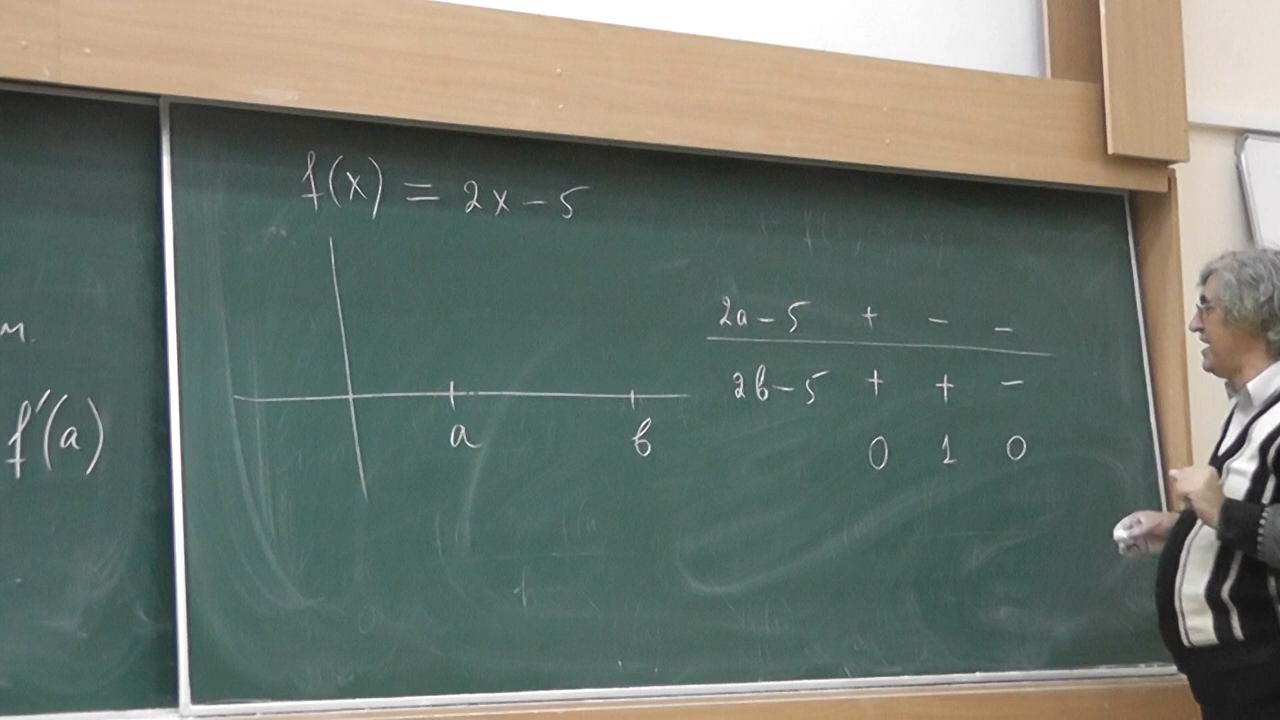 м.
f'(a)
f(x) = 2x - 5
a b
2a - 5 + - -
2b - 5 + + -
0 1 0